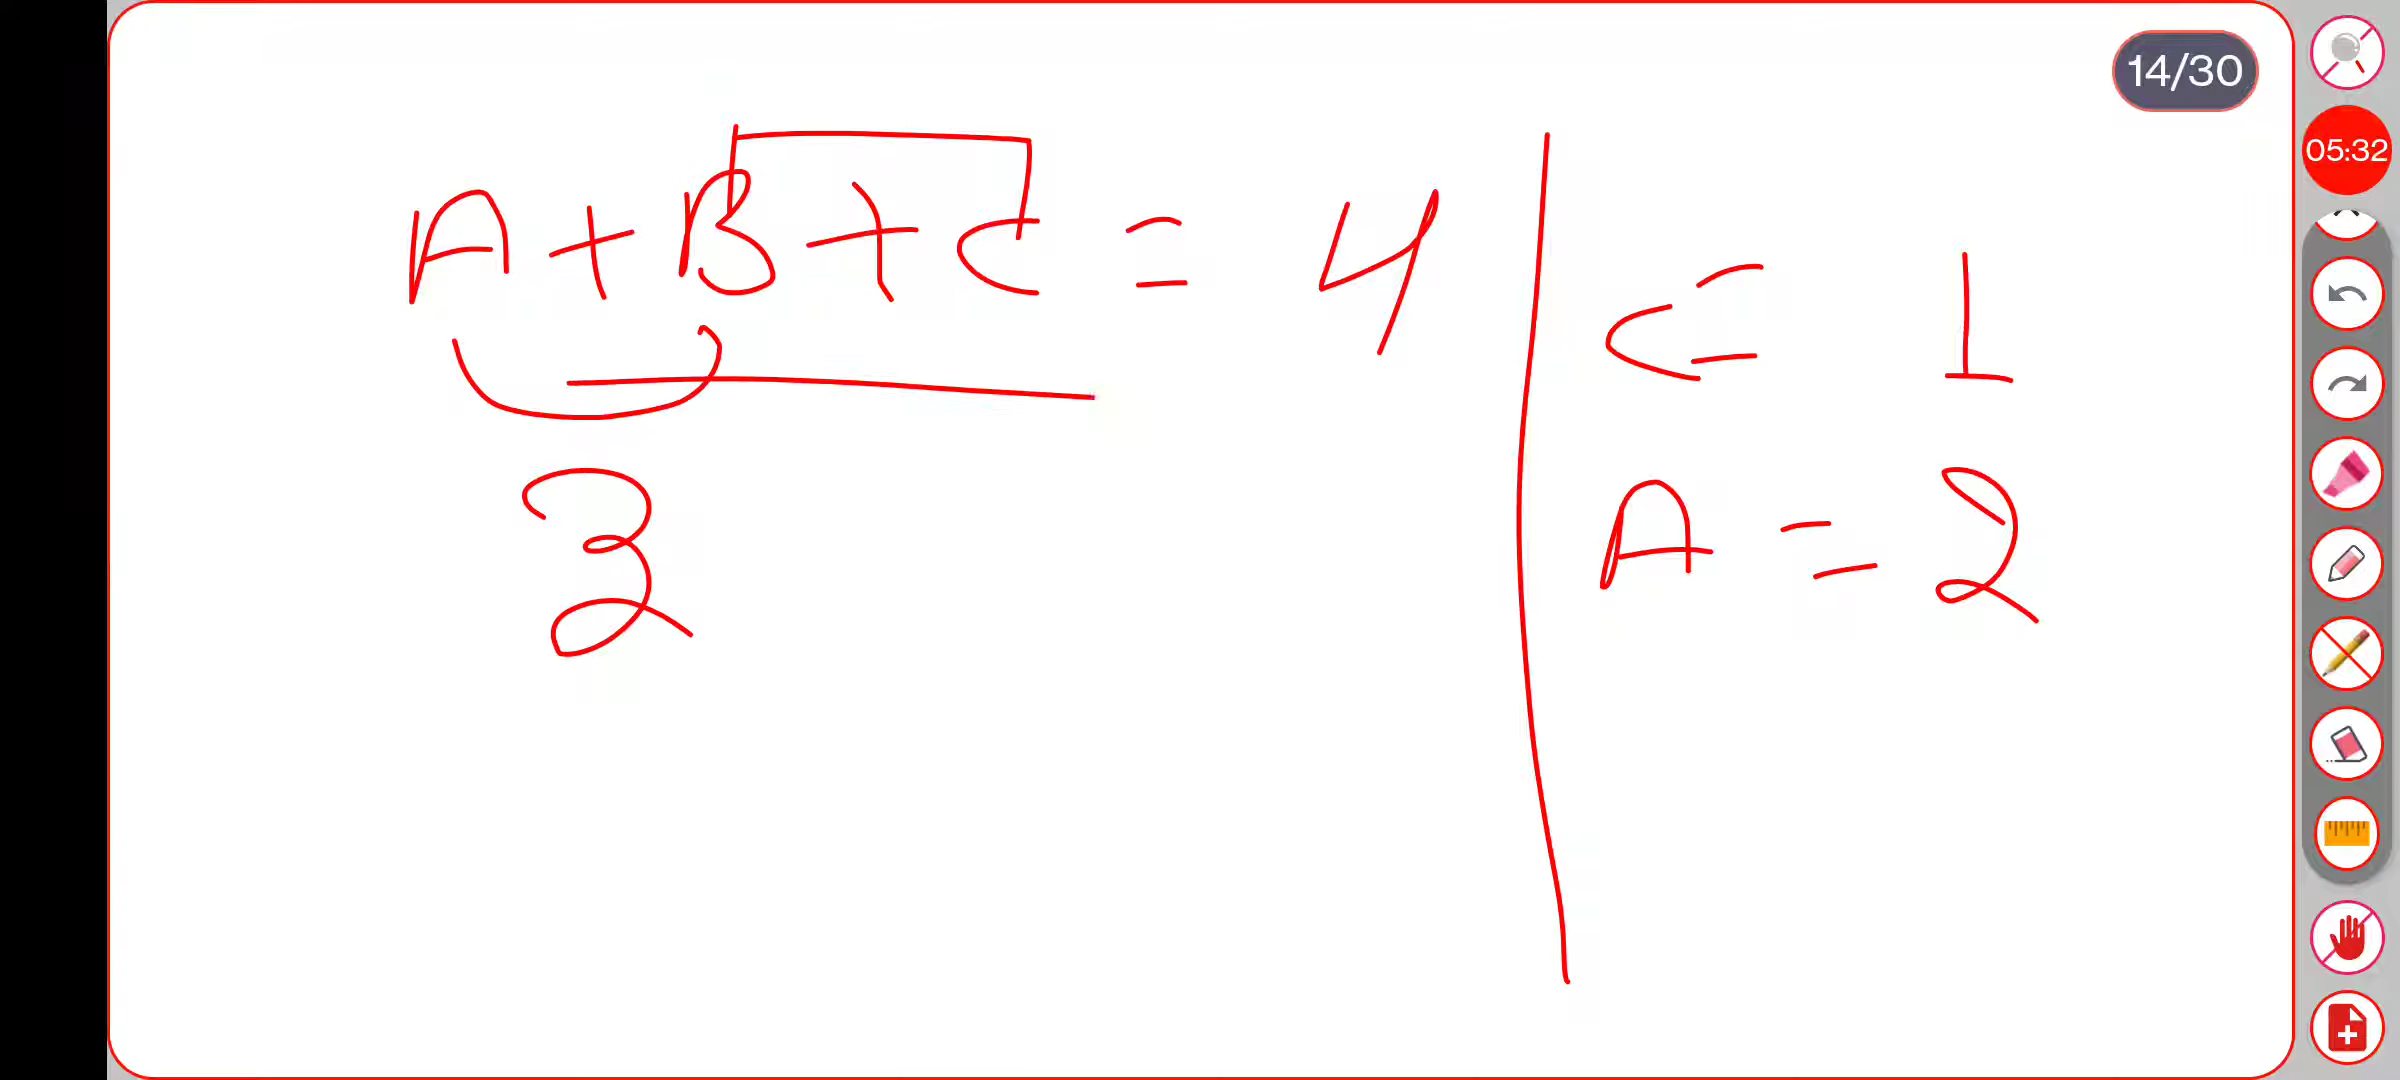 14/30
05:32
A+B+C = 4
3
C = 1
A = 2